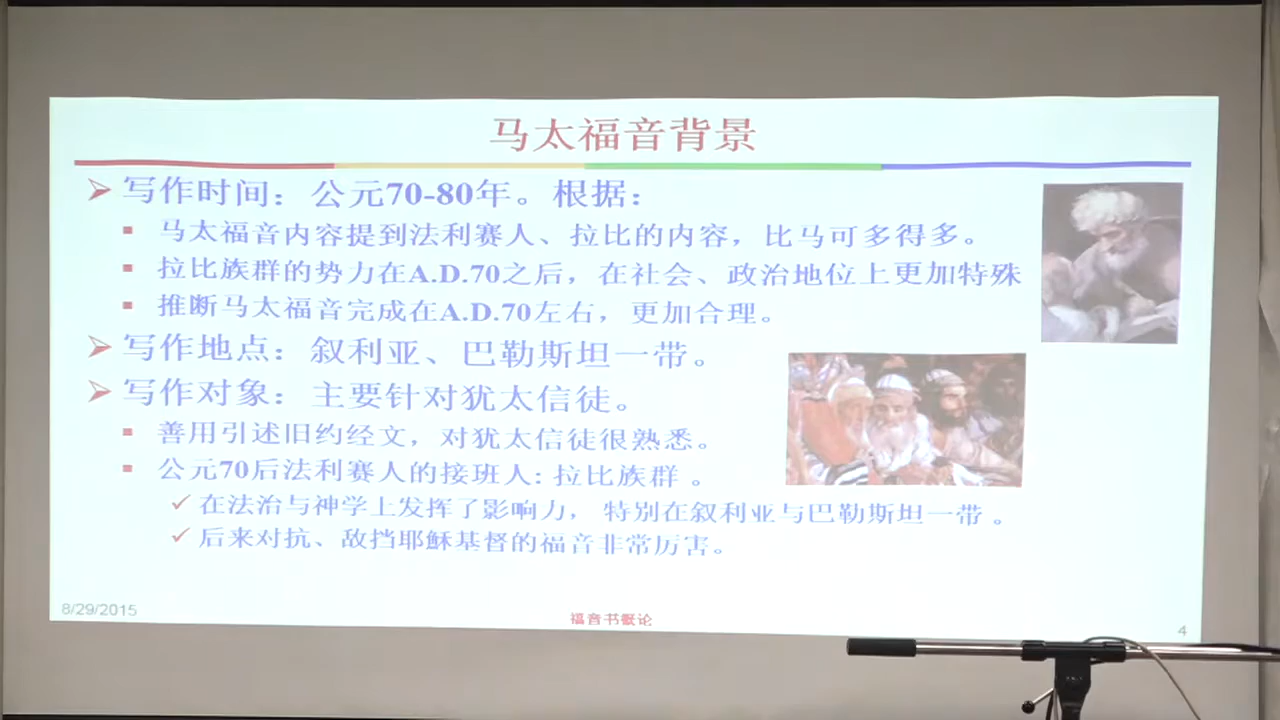 马太福音背景
写作时间：公元70-80年。根据：
马太福音内容提到法利赛人、拉比的内容，比马可多得多。
拉比族群的势力在A.D.70之后，在社会、政治地位上更加特殊
推断马太福音完成在A.D.70左右，更加合理。
写作地点：叙利亚、巴勒斯坦一带。
写作对象：主要针对犹太信徒。
善用引述旧约经文，对犹太信徒很熟悉。
公元70后法利赛人的接班人：拉比族群 。
在法治与神学上发挥了影响力， 特别在叙利亚与巴勒斯坦一带 。
后来对抗、敌挡耶稣基督的福音非常厉害。
8/29/2015
福音书概论
4